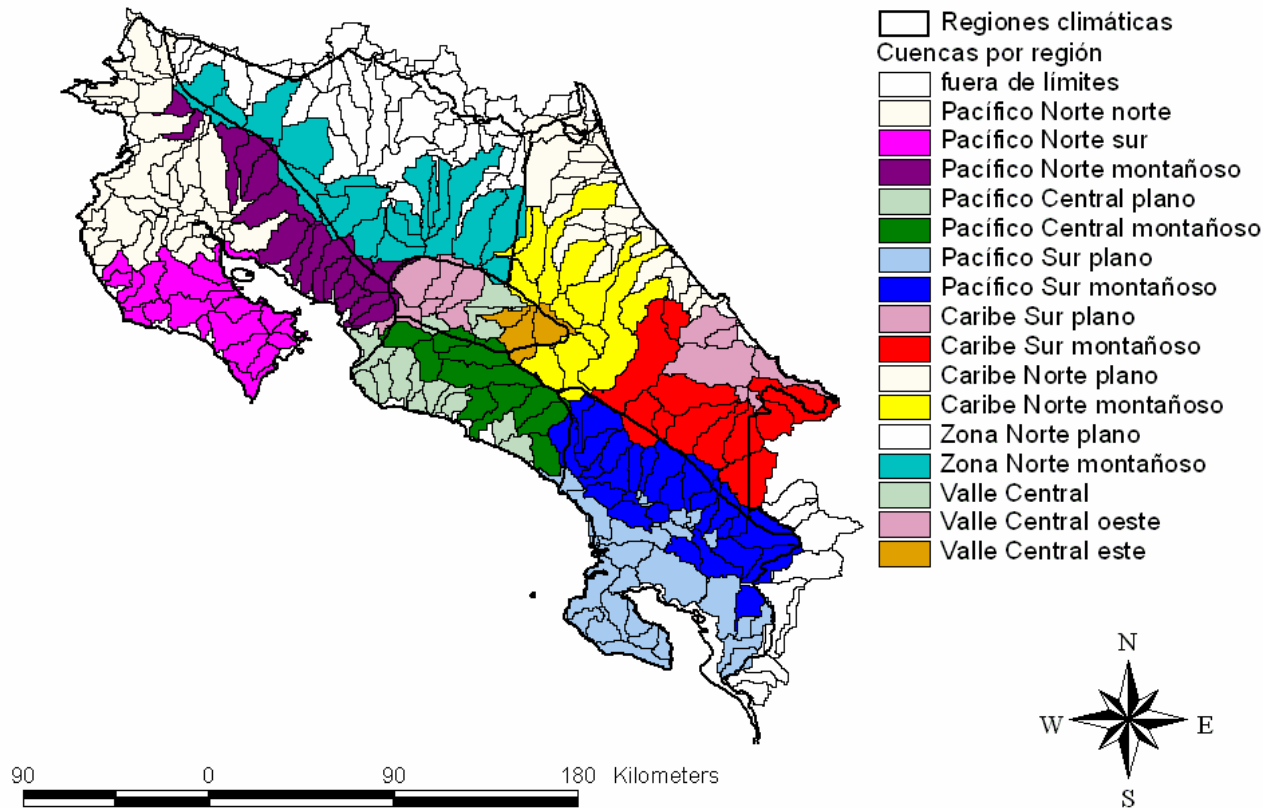 Regiones climáticas
Cuencas por región
fuera de límites
Pacífico Norte norte
Pacífico Norte sur
Pacífico Norte montañoso
Pacífico Central plano
Pacífico Central montañoso
Pacífico Sur plano
Pacífico Sur montañoso
Caribe Sur plano
Caribe Sur montañoso
Caribe Norte plano
Caribe Norte montañoso
Zona Norte plano
Zona Norte montañoso
Valle Central
Valle Central oeste
Valle Central este
N
W E
S
90 0 90 180 Kilometers